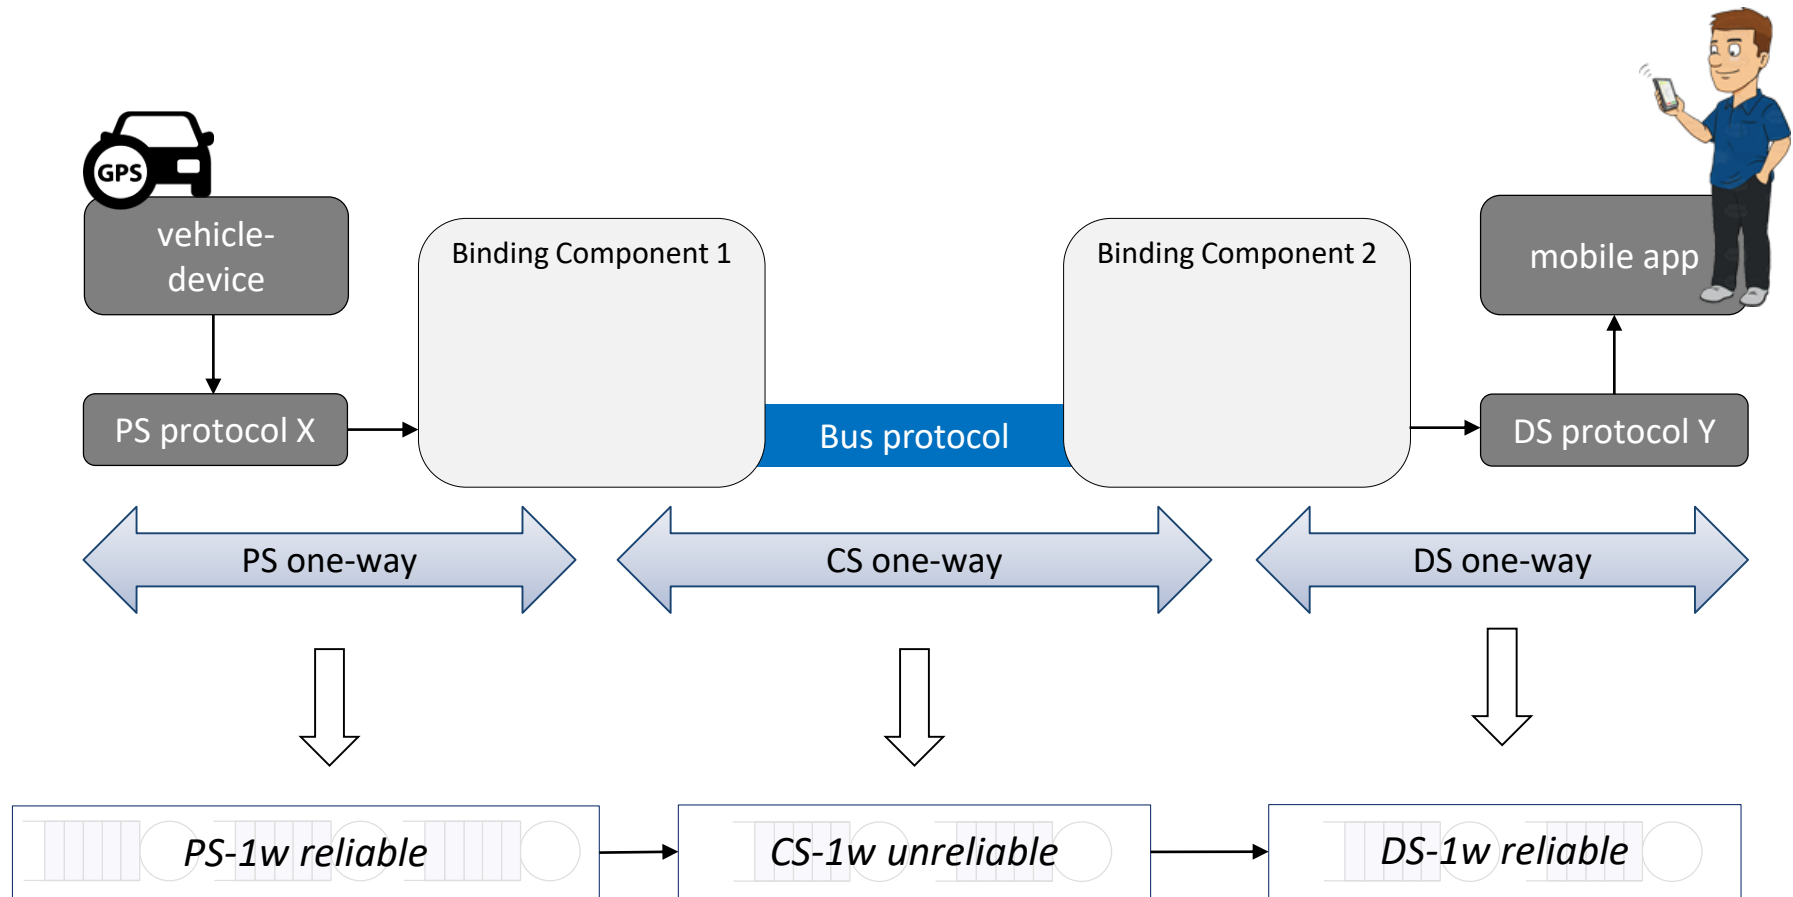 GPS
vehicle-
device
Binding Component 1
Binding Component 2
mobile app
PS protocol X
Bus protocol
DS protocol Y
PS one-way
CS one-way
DS one-way
PS-1w reliable
CS-1w unreliable
DS-1w reliable